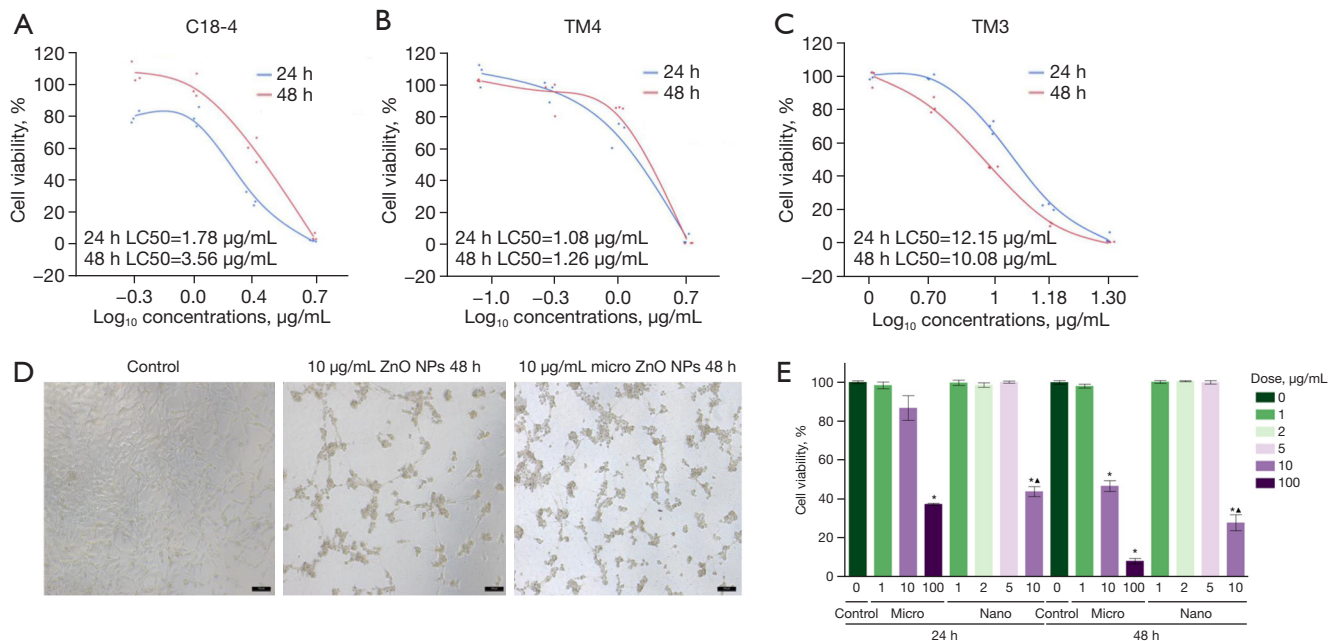 A
C18-4
120
100
80
60
40
20
0
−20
Cell viability, %
24 h
48 h
24 h LC50=1.78 µg/mL
48 h LC50=3.56 µg/mL
−0.3 0.0 0.4 0.7
Log₁₀ concentrations, µg/mL
B
TM4
120
100
80
60
40
20
0
−20
Cell viability, %
24 h
48 h
24 h LC50=1.08 µg/mL
48 h LC50=1.26 µg/mL
−1.0 −0.3 0.0 0.7
Log₁₀ concentrations, µg/mL
C
TM3
120
100
80
60
40
20
0
−20
Cell viability, %
24 h
48 h
24 h LC50=12.15 µg/mL
48 h LC50=10.08 µg/mL
0 0.70 1 1.18 1.30
Log₁₀ concentrations, µg/mL
D
Control
10 µg/mL ZnO NPs 48 h
10 µg/mL micro ZnO NPs 48 h
E
100
80
60
40
20
0
Cell viability, %
*
*▲
*
*
*▲
Dose, µg/mL
0
1
2
5
10
100
0 1 10 100 1 2 5 10 0 1 10 100 1 2 5 10
Control Micro Nano Control Micro Nano
24 h 48 h